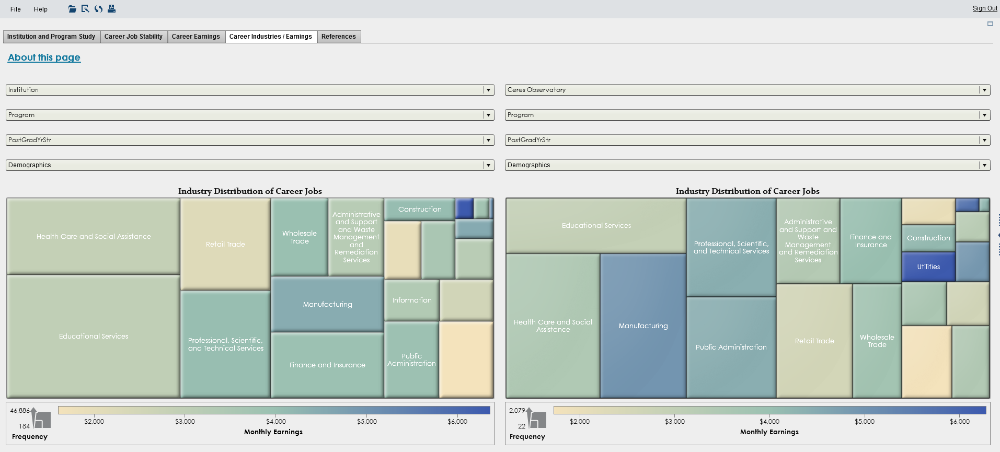 File Help
Sign Out
Institution and Program Study Career Job Stability Career Earnings Career Industries / Earnings References
About this page
Institution
Program
PostGradYrStr
Demographics
Ceres Observatory
Program
PostGradYrStr
Demographics
Industry Distribution of Career Jobs
Health Care and Social Assistance
Educational Services
Retail Trade
Professional, Scientific,
and Technical Services
Wholesale
Trade
Administrative
and Support
and Waste
Management
and
Remediation
Services
Manufacturing
Finance and Insurance
Construction
Information
Public
Administration
46,886
184
Frequency
$2,000 $3,000 $4,000 $5,000 $6,000
Monthly Earnings
Industry Distribution of Career Jobs
Educational Services
Health Care and Social
Assistance
Manufacturing
Professional, Scientific,
and Technical Services
Public Administration
Administrative
and Support and
Waste
Management
and Remediation
Services
Finance and
Insurance
Retail Trade
Wholesale
Trade
Construction
Utilities
2,079
22
Frequency
$2,000 $3,000 $4,000 $5,000 $6,000
Monthly Earnings